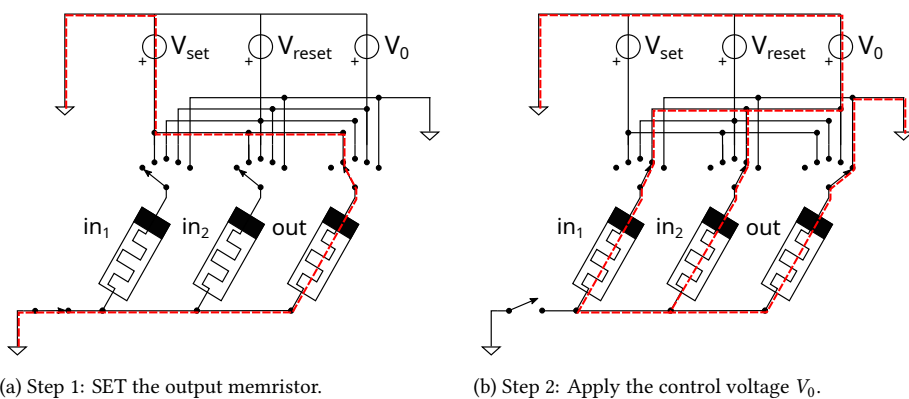 V_set V_reset V_0
+ + +
in_1 in_2 out
(a) Step 1: SET the output memristor.
V_set V_reset V_0
+ + +
in_1 in_2 out
(b) Step 2: Apply the control voltage V_0.